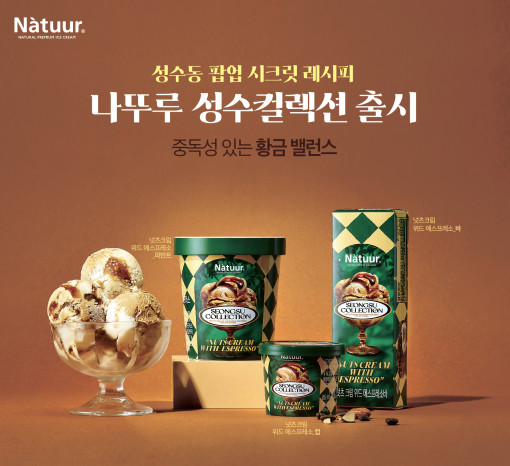 Nàtuur®
NATURAL PREMIUM ICE CREAM
성수동 팝업 시크릿 레시피
나뚜루 성수컬렉션 출시
중독성 있는 황금 밸런스
넛츠크림
위드 에스프레소_파인트
넛츠크림
위드 에스프레소_빠
Nàtuur®
SEONGSU
COLLECTION
"NUTS CREAM
WITH ESPRESSO"
Nàtuur®
SEONGSU
COLLECTION
"NUTS CREAM
WITH ESPRESSO"
넛츠 크림 위드 에스프레소바
Nàtuur®
SEONGSU
COLLECTION
"NUTS CREAM
WITH ESPRESSO"
넛츠크림
위드 에스프레소_컵